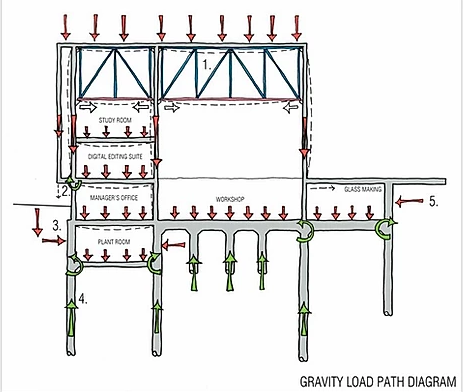 1.
STUDY ROOM
DIGITAL EDITING SUITE
2
GLASS MAKING
MANAGER'S OFFICE
WORKSHOP
5.
3.
PLANT ROOM
4.
GRAVITY LOAD PATH DIAGRAM